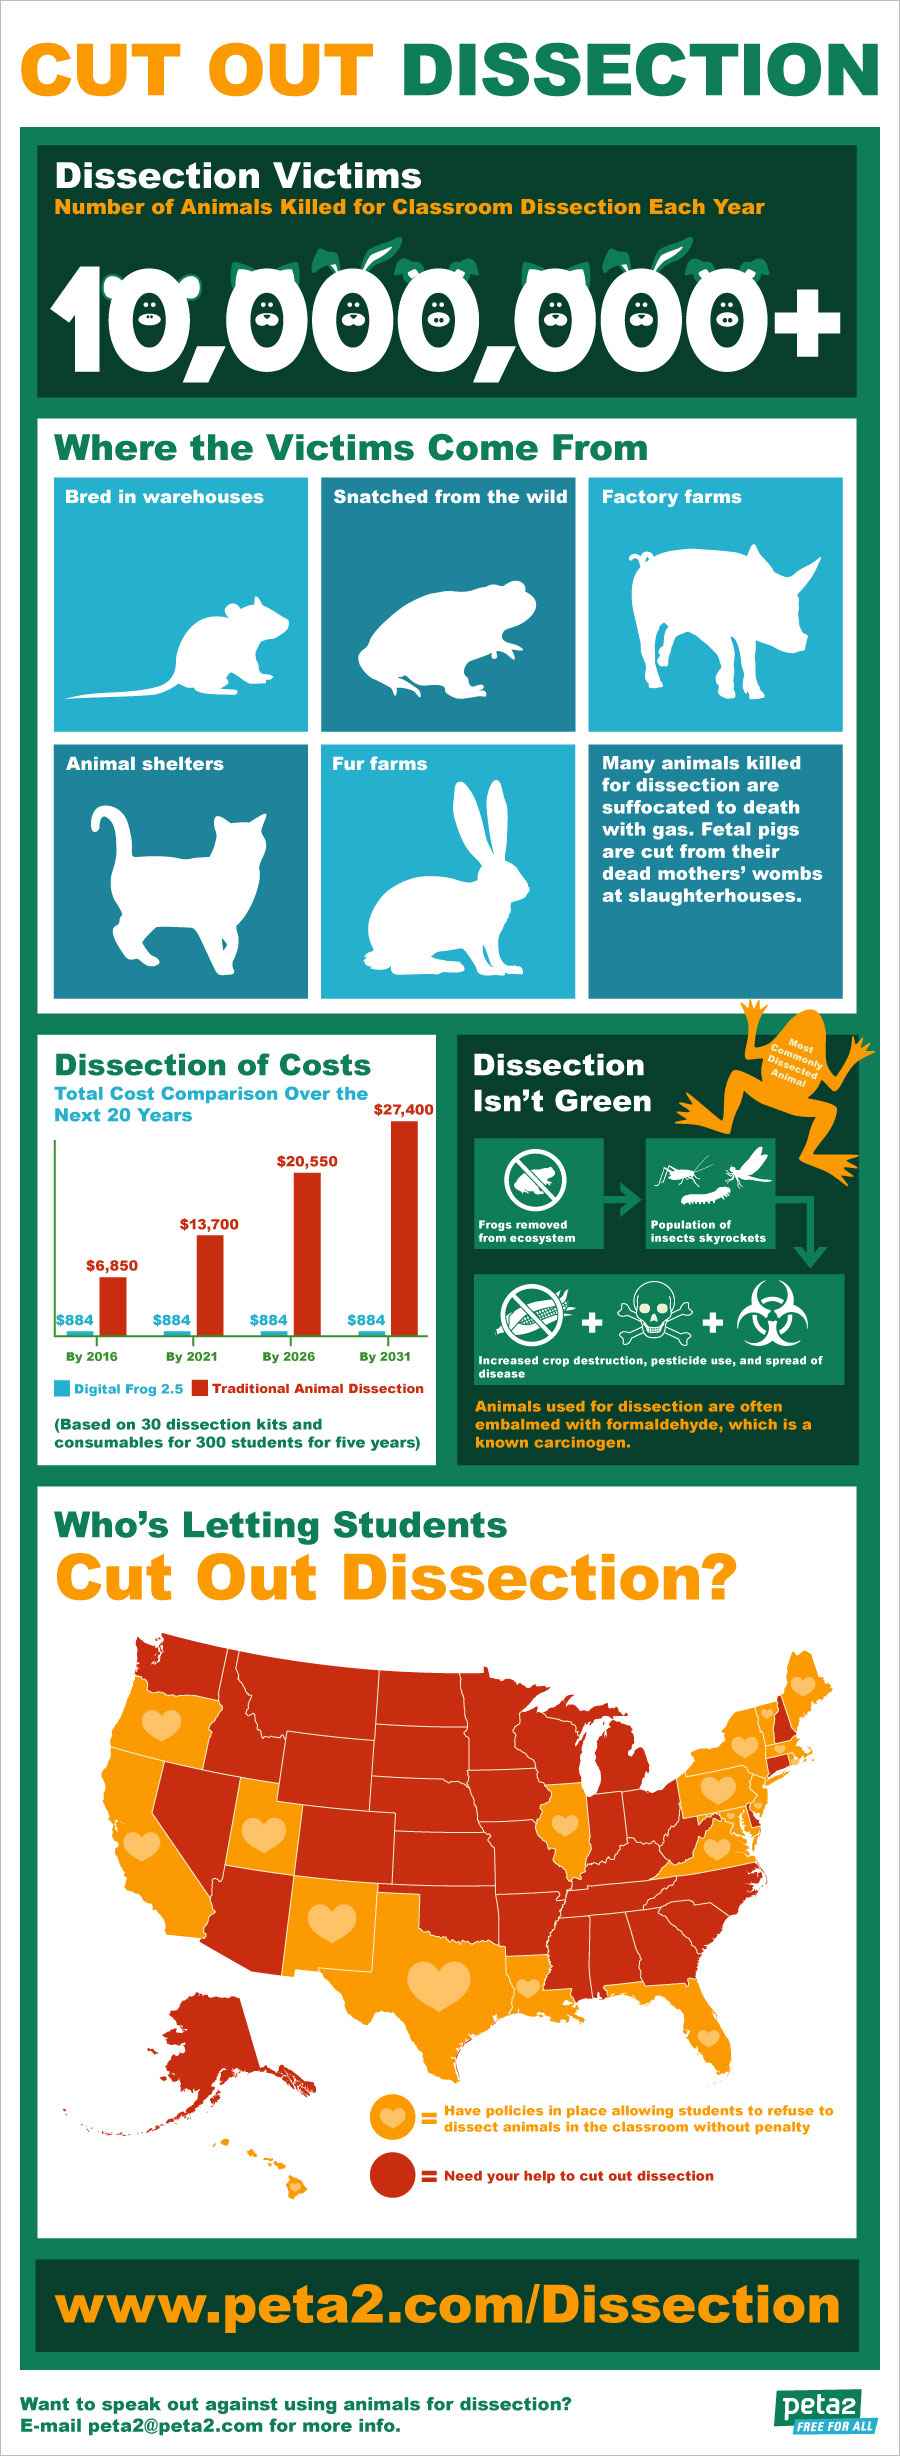 CUT OUT DISSECTION
Dissection Victims
Number of Animals Killed for Classroom Dissection Each Year
10,000,000+
Where the Victims Come From
Bred in warehouses
Snatched from the wild
Factory farms
Animal shelters
Fur farms
Many animals killed
for dissection are
suffocated to death
with gas. Fetal pigs
are cut from their
dead mothers’ wombs
at slaughterhouses.
Dissection of Costs
Total Cost Comparison Over the
Next 20 Years
$27,400
$20,550
$13,700
$6,850
$884
$884
$884
$884
By 2016
By 2021
By 2026
By 2031
Digital Frog 2.5
Traditional Animal Dissection
(Based on 30 dissection kits and
consumables for 300 students for five years)
Dissection
Isn’t Green
Most
Commonly
Dissected
Animal
Frogs removed
from ecosystem
Population of
insects skyrockets
+
+
Increased crop destruction, pesticide use, and spread of
disease
Animals used for dissection are often
embalmed with formaldehyde, which is a
known carcinogen.
Who’s Letting Students
Cut Out Dissection?
= Have policies in place allowing students to refuse to
dissect animals in the classroom without penalty
= Need your help to cut out dissection
www.peta2.com/Dissection
Want to speak out against using animals for dissection?
E-mail peta2@peta2.com for more info.
peta2
FREE FOR ALL